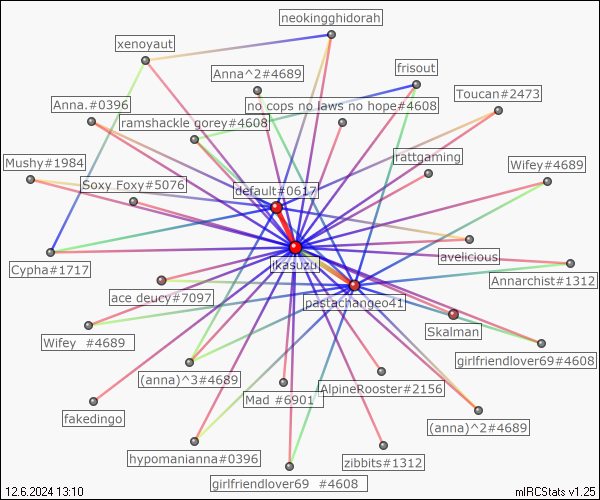 neokingghidorah
xenoyaut
frisout
Anna^2#4689
Toucan#2473
Anna.#0396
no cops no laws no hope#4608
ramshackle gorey#4608
Mushy#1984
rattgaming
Wifey#4689
Soxy Foxy#5076
default#0617
avelicious
Cypha#1717
jikasuzu
Annarchist#1312
ace deucy#7097
pastachangeo41
Skalman
Wifey #4689
girlfriendlover69#4608
(anna)^3#4689
AlpineRooster#2156
Mad #6901
fakedingo
(anna)^2#4689
hypomanianna#0396
zibbits#1312
girlfriendlover69 #4608
12.6.2024 13:10
mIRCStats v1.25